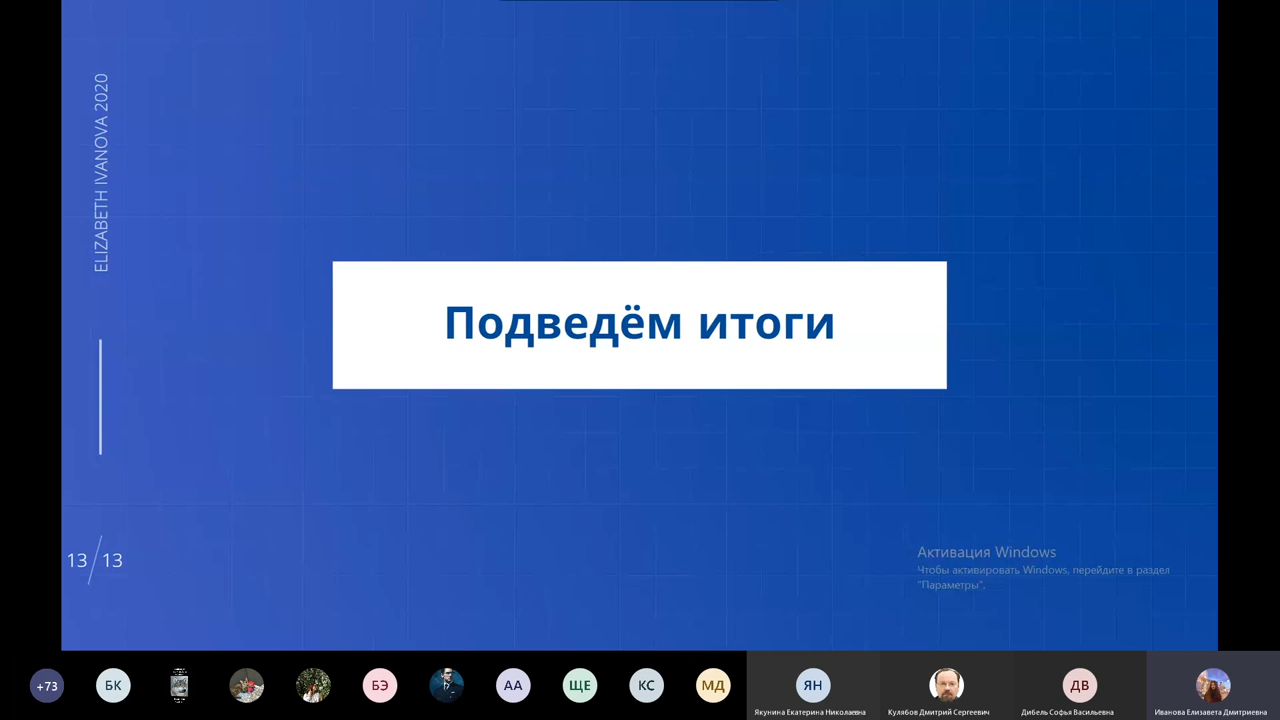 ELIZABETH IVANOVA 2020
Подведём итоги
13/13
Активация Windows
Чтобы активировать Windows, перейдите в раздел
"Параметры".
+73
БК
БЭ
АА
ЩЕ
КС
МД
ЯН
ДВ
Якунина Екатерина Николаевна
Кулябов Дмитрий Сергеевич
Дибель Софья Васильевна
Иванова Елизавета Дмитриевна